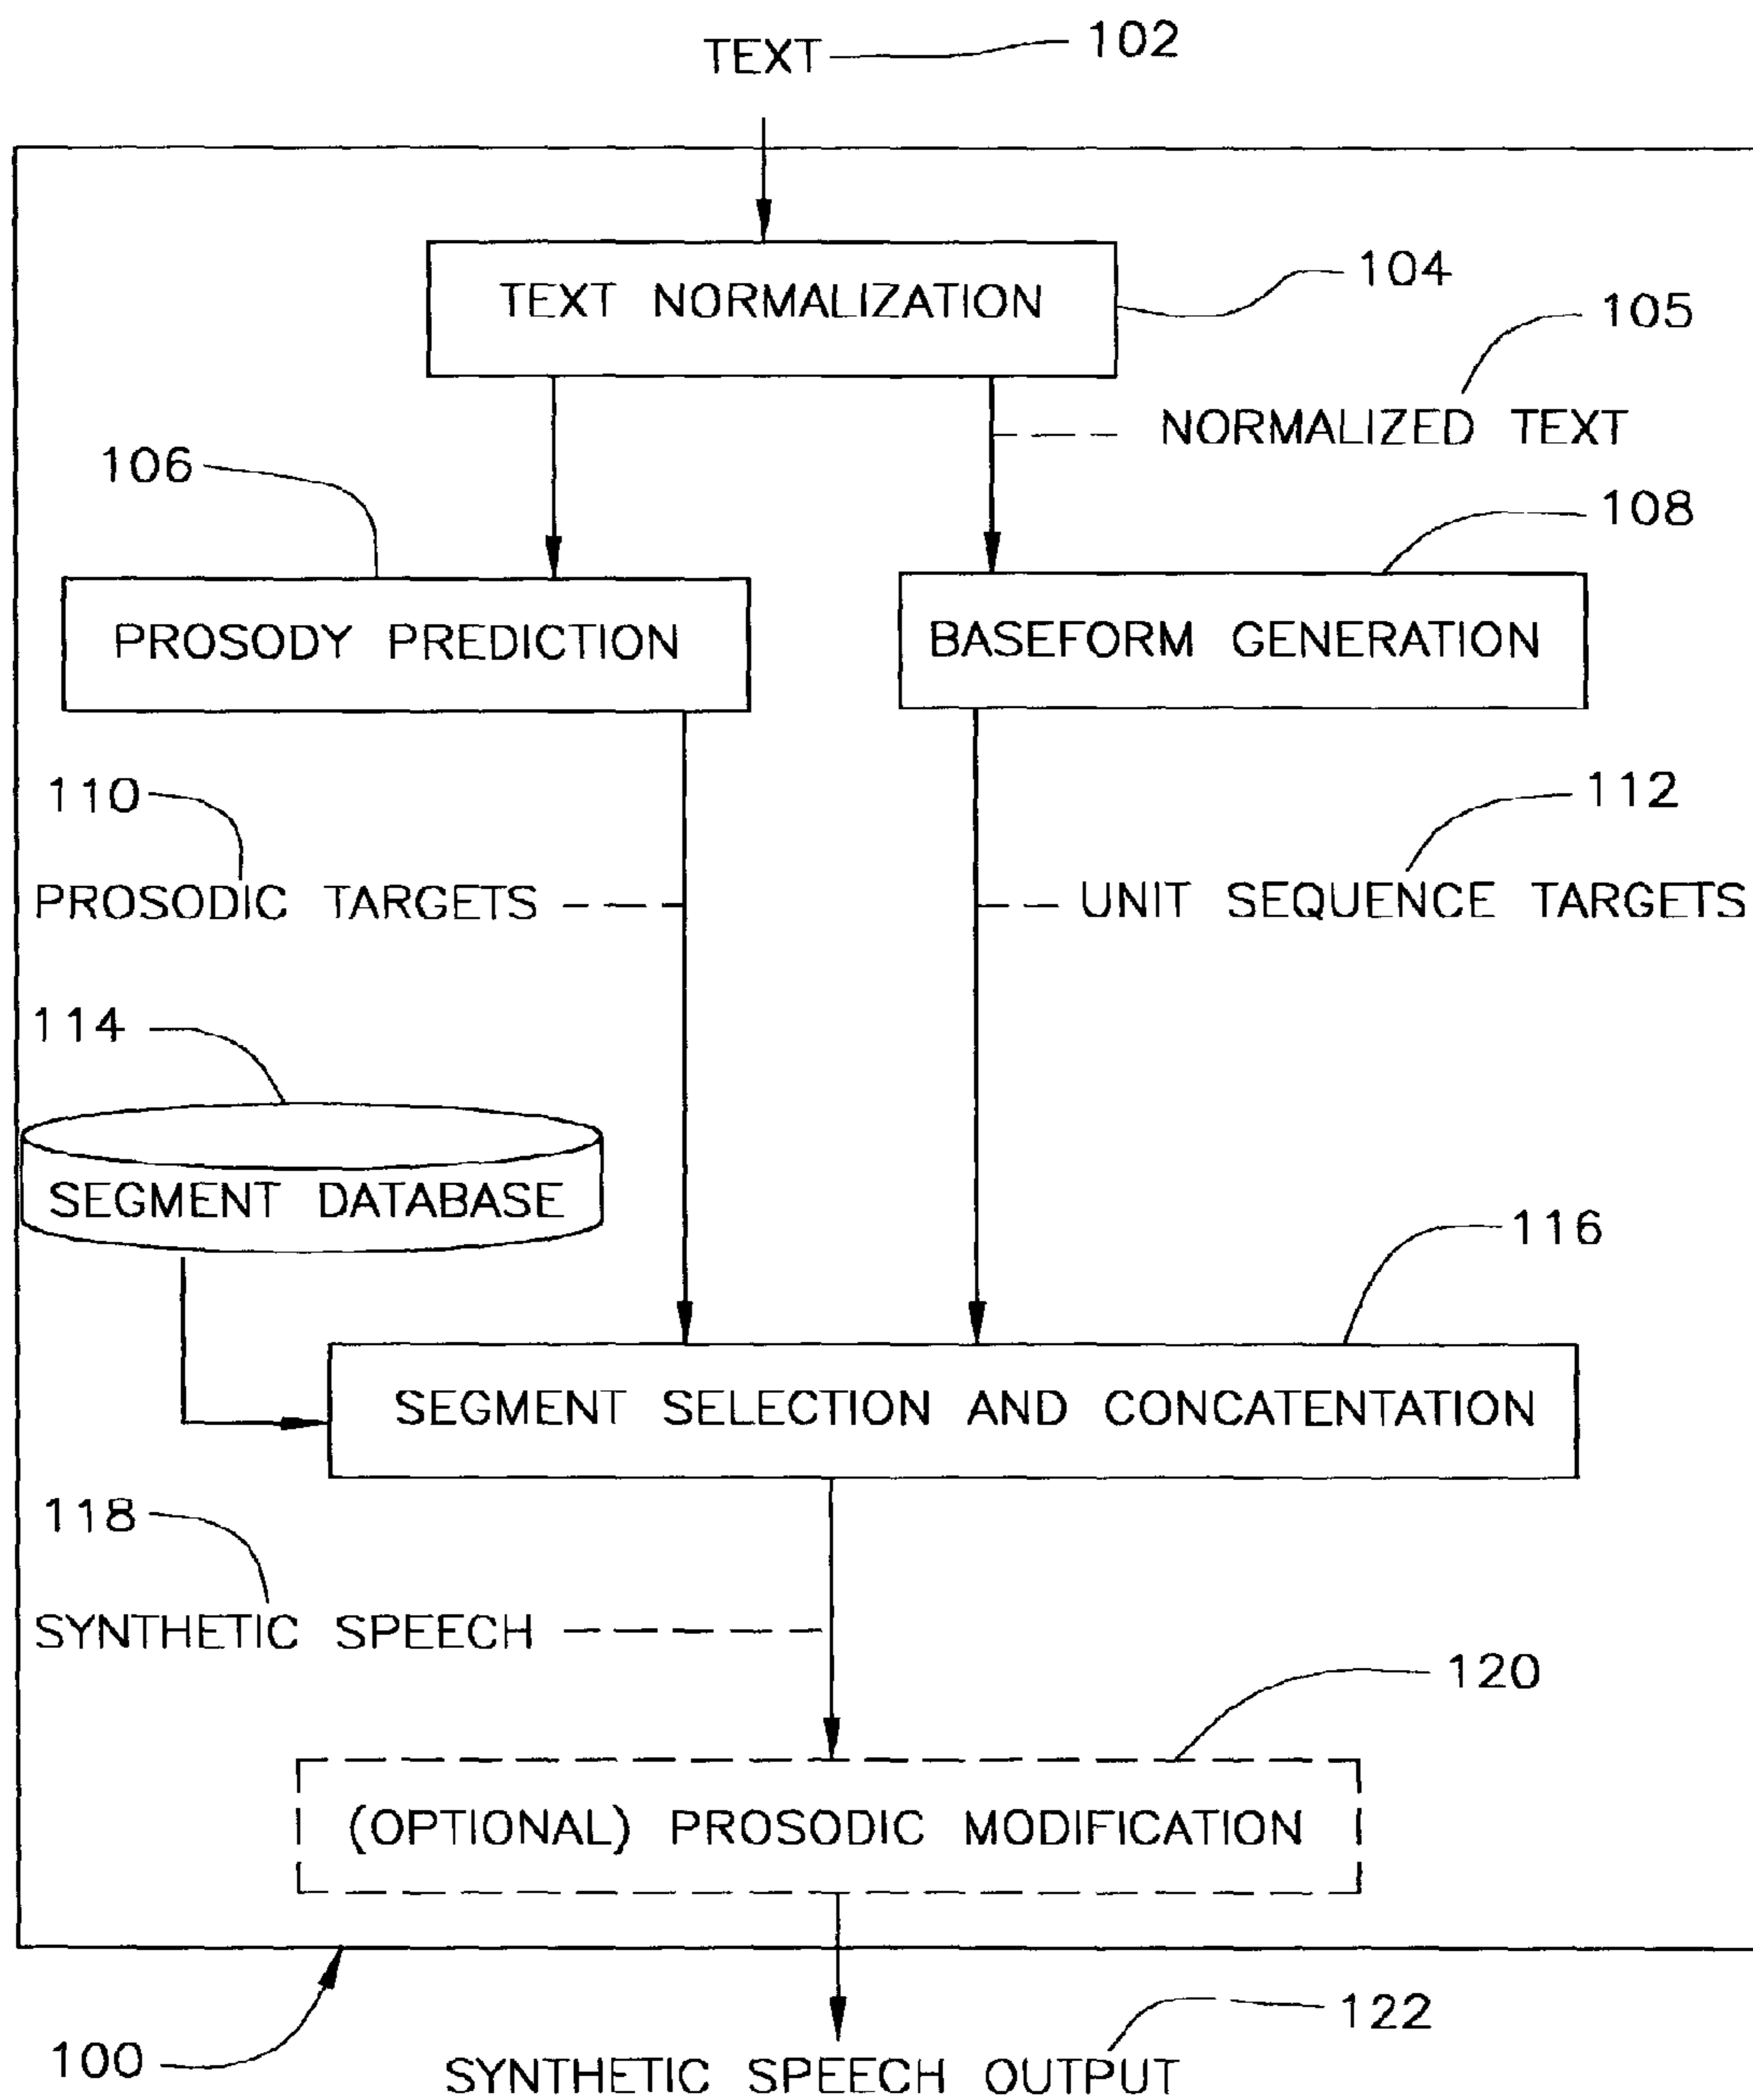 TEXT 102
TEXT NORMALIZATION
104
105
NORMALIZED TEXT
106
108
PROSODY PREDICTION
BASEFORM GENERATION
110
112
PROSODIC TARGETS
UNIT SEQUENCE TARGETS
114
SEGMENT DATABASE
116
SEGMENT SELECTION AND CONCATENTATION
118
SYNTHETIC SPEECH
120
(OPTIONAL) PROSODIC MODIFICATION
100
122
SYNTHETIC SPEECH OUTPUT